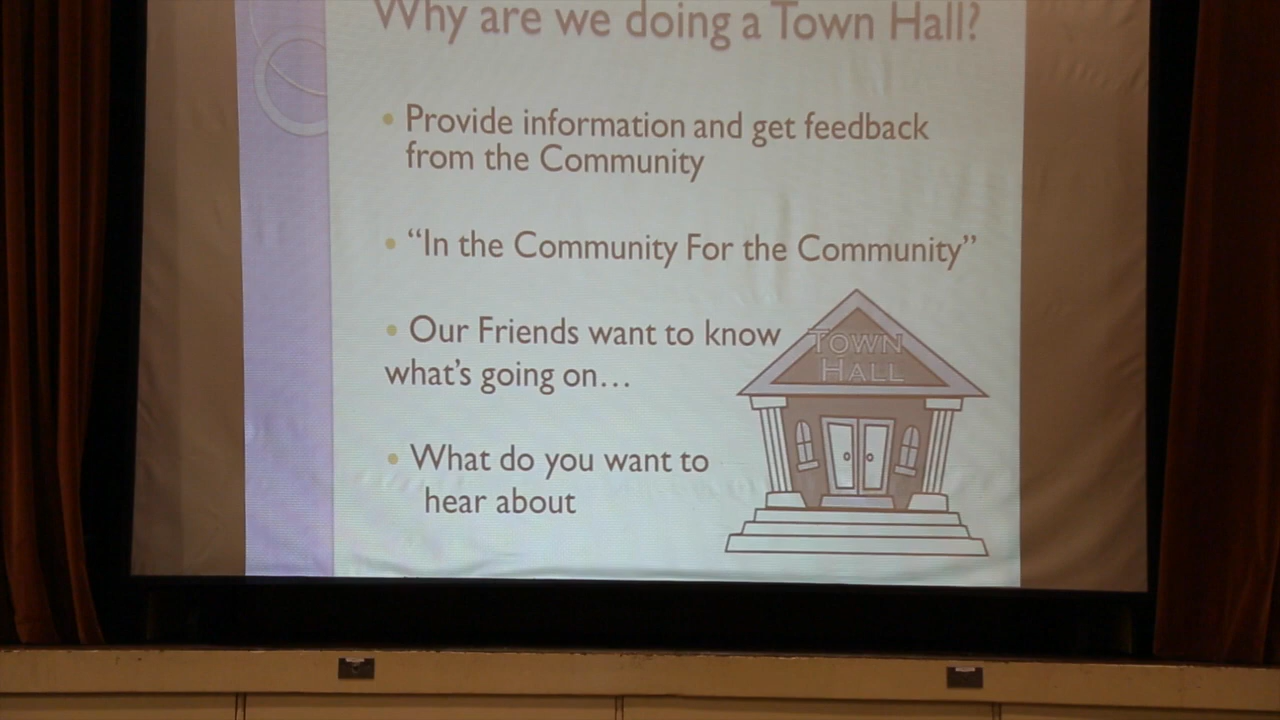 Why are we doing a Town Hall?
• Provide information and get feedback
from the Community
• “In the Community For the Community”
• Our Friends want to know
what’s going on…
• What do you want to
hear about
TOWN
HALL